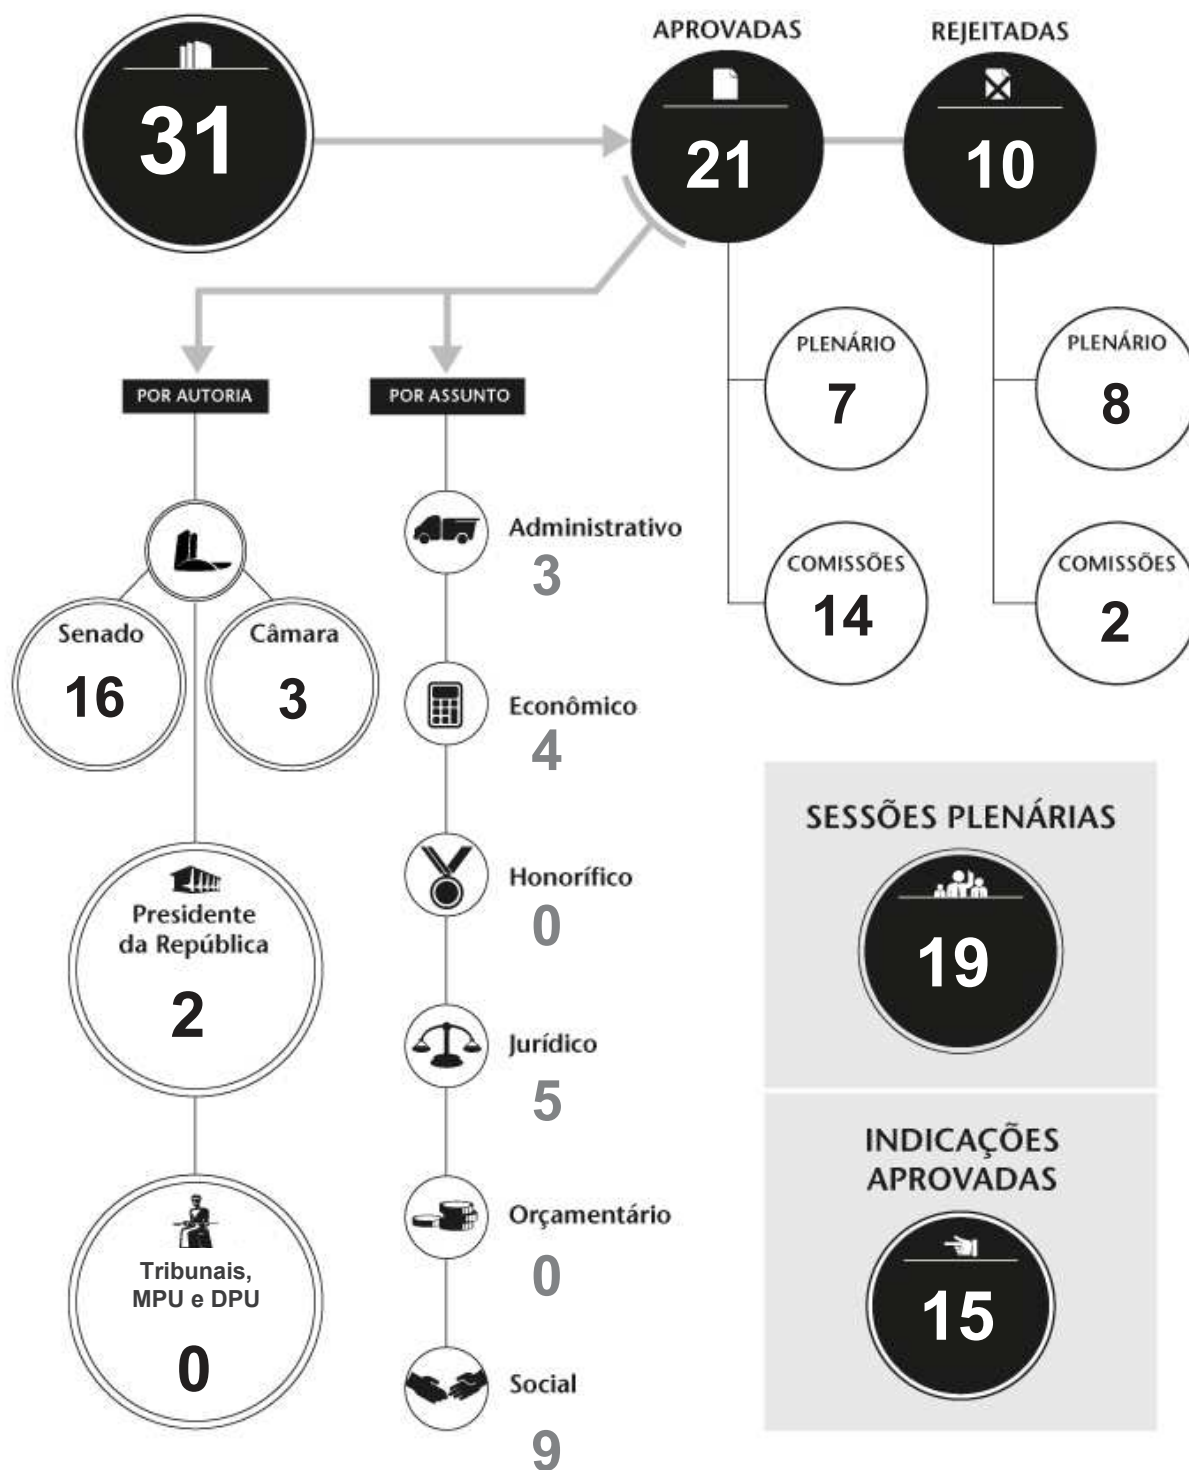 31
APROVADAS
21
REJEITADAS
10
PLENÁRIO
7
PLENÁRIO
8
COMISSÕES
14
COMISSÕES
2
POR AUTORIA
Senado
16
Câmara
3
Presidente
da República
2
Tribunais,
MPU e DPU
0
POR ASSUNTO
Administrativo
3
Econômico
4
Honorífico
0
Jurídico
5
Orçamentário
0
Social
9
SESSÕES PLENÁRIAS
19
INDICAÇÕES
APROVADAS
15